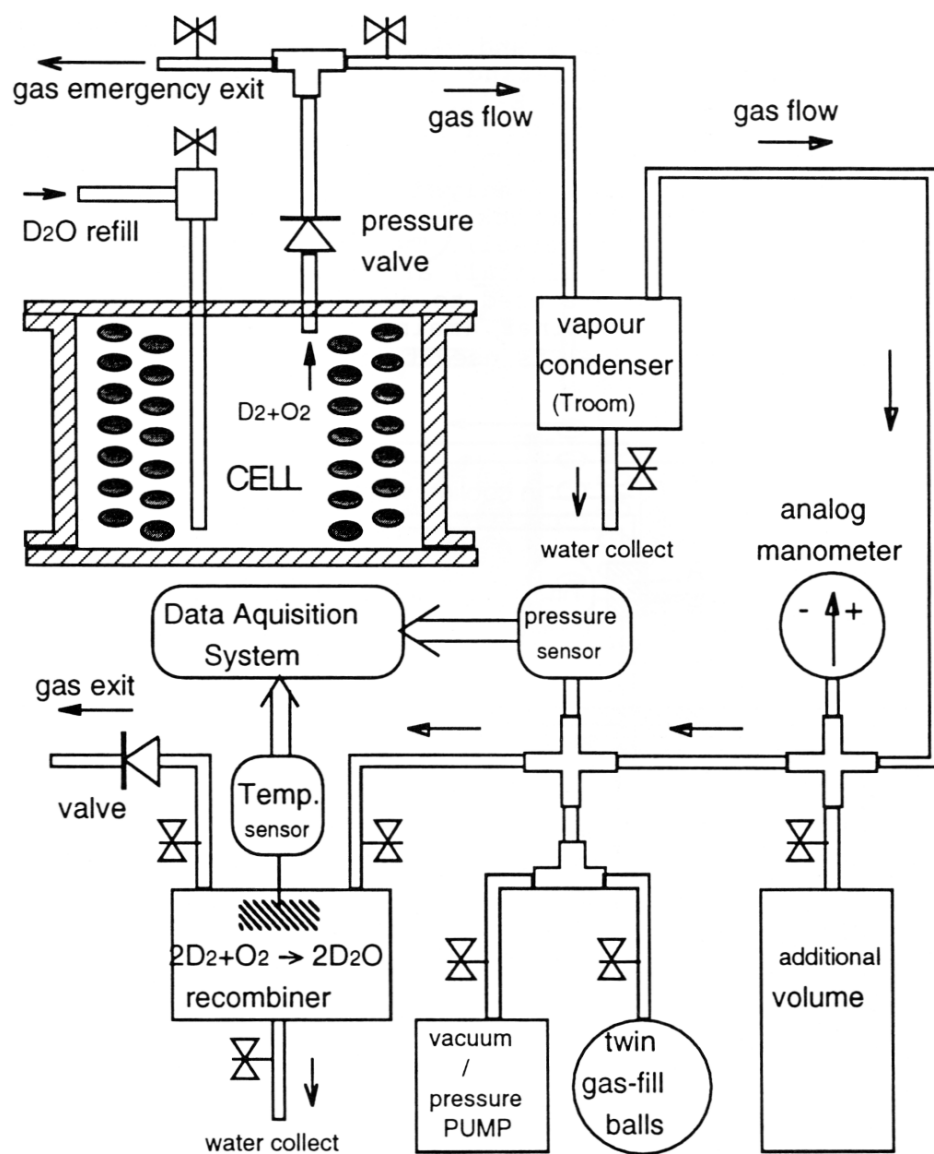 gas emergency exit
gas flow
gas flow
D2O refill
pressure
valve
vapour
condenser
(Troom)
D2+O2
CELL
water collect
analog
manometer
- +
Data Aquisition
System
pressure
sensor
gas exit
valve
Temp.
sensor
2D2+O2 → 2D2O
recombiner
additional
volume
vacuum
/
pressure
PUMP
twin
gas-fill
balls
water collect